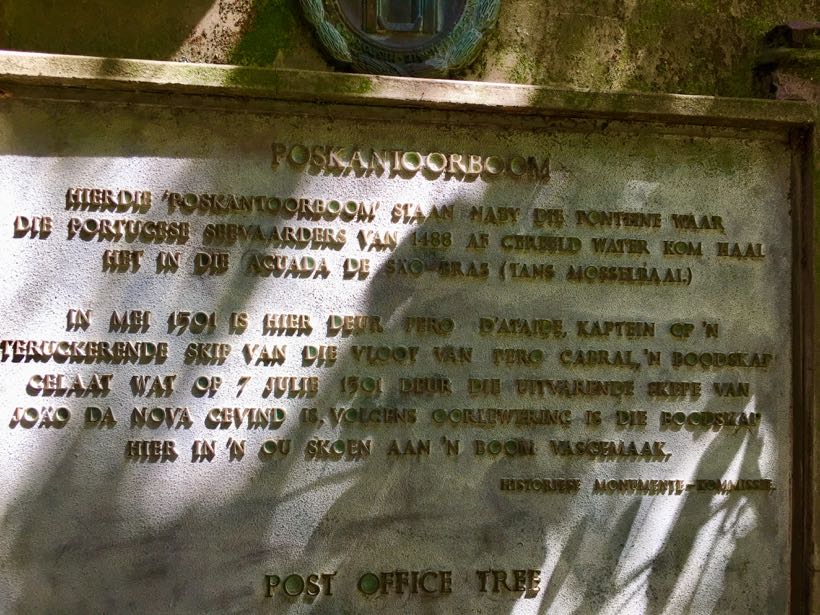 POSKANTOORBOOM
HIERDIE 'POSKANTOORBOOM' STAAN NABY DIE FONTEINE WAAR
DIE PORTUGESE SEEVAARDERS VAN 1488 AF GEREELD WATER KOM HAAL
HET IN DIE AGUADA DE SÃO-BRAS (TANS MOSSELBAAI.)
IN MEI 1501 IS HIER DEUR PERO D'ATAIDE, KAPTEIN OP 'N
TERUGKERENDE SKIP VAN DIE VLOOT VAN PERO CABRAL, 'N BOODSKAP
GELAAT WAT OP 7 JULIE 1501 DEUR DIE UITVARENDE SKEPE VAN
JOÃO DA NOVA GEVIND IS, VOLGENS OORLEWERING IS DIE BOODSKAP
HIER IN 'N OU SKOEN AAN 'N BOOM VASGEMAAK.
HISTORIESE MONUMENTE-KOMMISSIE.
POST OFFICE TREE